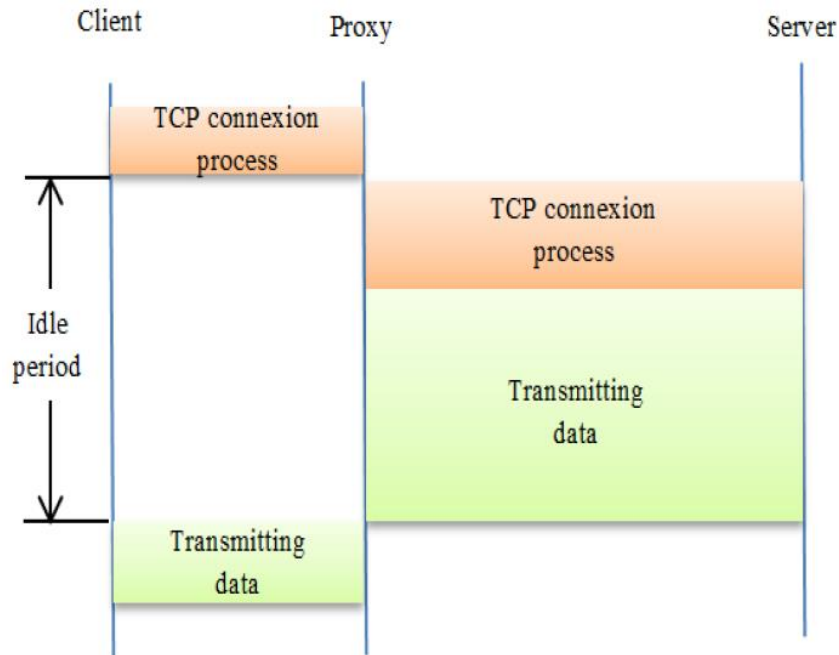 Client
Proxy
Server
TCP connexion
process
TCP connexion
process
Idle
period
Transmitting
data
Transmitting
data